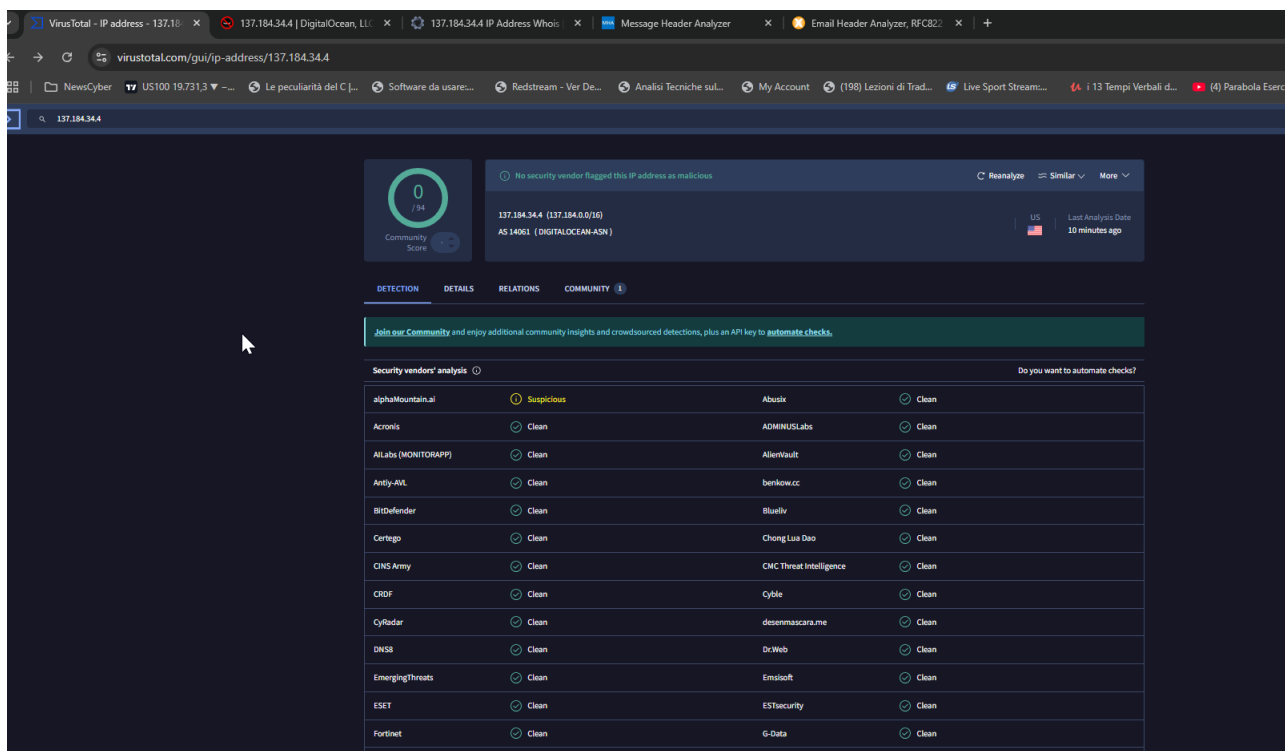 VirusTotal - IP address - 137.18
137.184.34.4 | DigitalOcean, LLC
137.184.34.4 IP Address Whois
MHA Message Header Analyzer
Email Header Analyzer, RFC822
virustotal.com/gui/ip-address/137.184.34.4
NewsCyber
US100 19.731,3 ▼ −...
Le peculiarità del C |...
Software da usare:...
Redstream - Ver De...
Analisi Tecniche sul...
My Account
(198) Lezioni di Trad...
Live Sport Stream:...
i 13 Tempi Verbali d...
(4) Parabola Eserc
137.184.34.4
0
/ 94
Community
Score
-
No security vendor flagged this IP address as malicious
Reanalyze
Similar
More
137.184.34.4 (137.184.0.0/16)
AS 14061 ( DIGITALOCEAN-ASN )
US
Last Analysis Date
10 minutes ago
DETECTION DETAILS RELATIONS COMMUNITY 1
Join our Community and enjoy additional community insights and crowdsourced detections, plus an API key to automate checks.
Security vendors' analysis Do you want to automate checks?
alphaMountain.ai Suspicious Abusix Clean
Acronis Clean ADMINUSLabs Clean
AILabs (MONITORAPP) Clean AlienVault Clean
Antiy-AVL Clean benkow.cc Clean
BitDefender Clean Blueliv Clean
Certego Clean Chong Lua Dao Clean
CINS Army Clean CMC Threat Intelligence Clean
CRDF Clean Cyble Clean
CyRadar Clean desenmascara.me Clean
DNS8 Clean Dr.Web Clean
EmergingThreats Clean Emsisoft Clean
ESET Clean ESTsecurity Clean
Fortinet Clean G-Data Clean